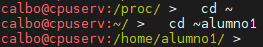 calbo@cpuserv:/proc/ >   cd ~
calbo@cpuserv:~/ >   cd ~alumno1
calbo@cpuserv:/home/alumno1/ >